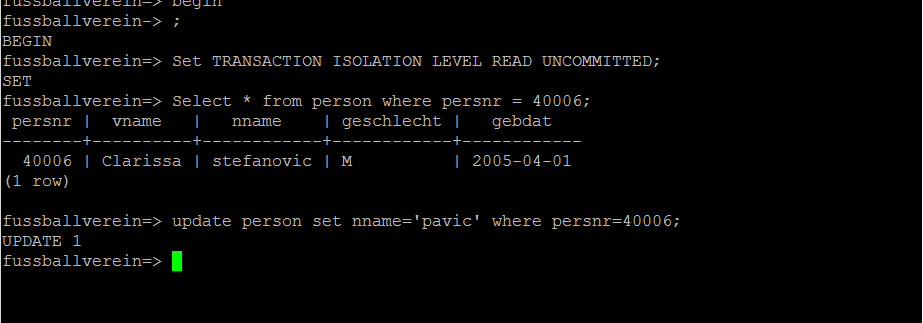 fussballverein=> begin
fussballverein-> ;
BEGIN
fussballverein=> Set TRANSACTION ISOLATION LEVEL READ UNCOMMITTED;
SET
fussballverein=> Select * from person where persnr = 40006;
 persnr |  vname   |   nname    | geschlecht |   gebdat
--------+----------+------------+------------+------------
  40006 | Clarissa | stefanovic | M          | 2005-04-01
(1 row)
fussballverein=> update person set nname='pavic' where persnr=40006;
UPDATE 1
fussballverein=>